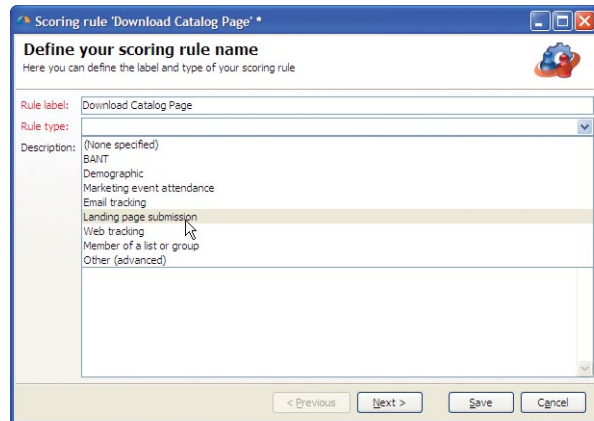 Scoring rule 'Download Catalog Page' *
Define your scoring rule name
Here you can define the label and type of your scoring rule
Rule label: Download Catalog Page
Rule type:
Description:
(None specified)
BANT
Demographic
Marketing event attendance
Email tracking
Landing page submission
Web tracking
Member of a list or group
Other (advanced)
< Previous Next > Save Cancel